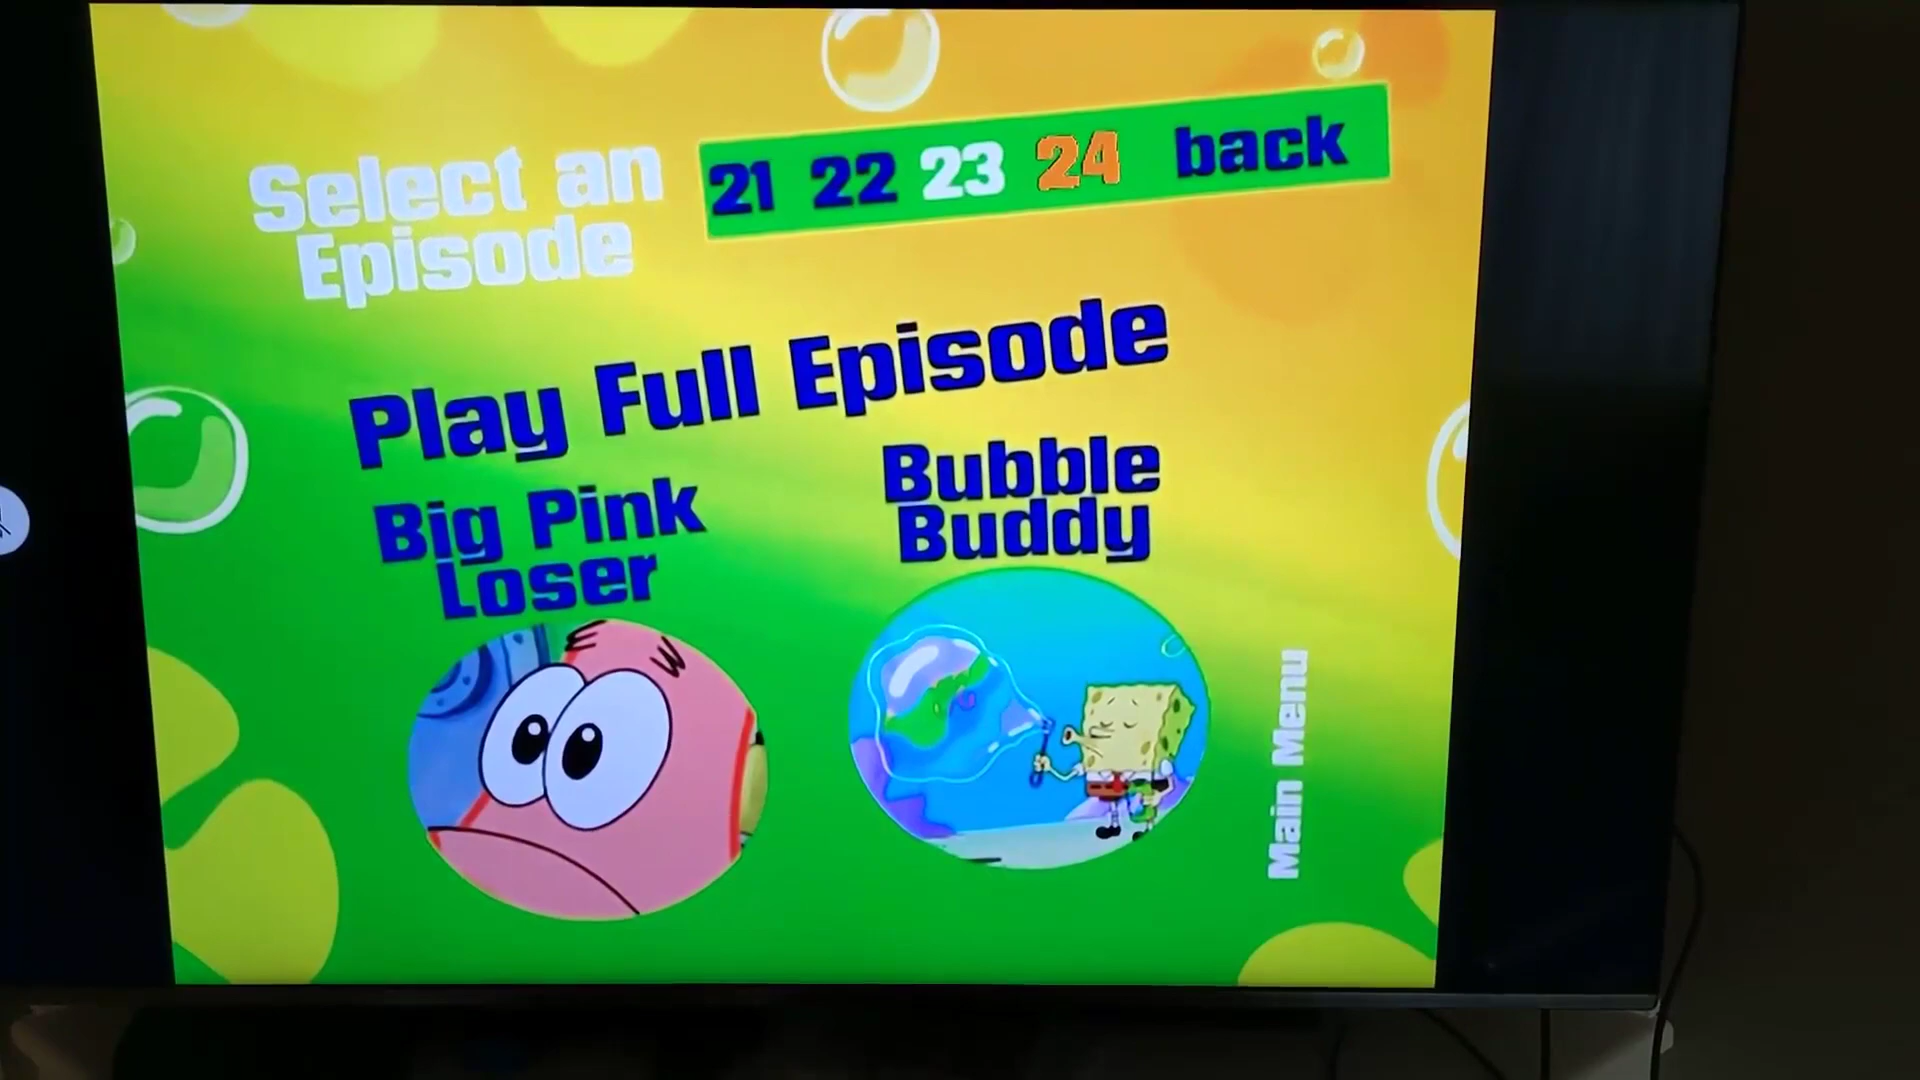 Select an
Episode
21 22 23 24 back
Play Full Episode
Big Pink
Loser
Bubble
Buddy
Main Menu